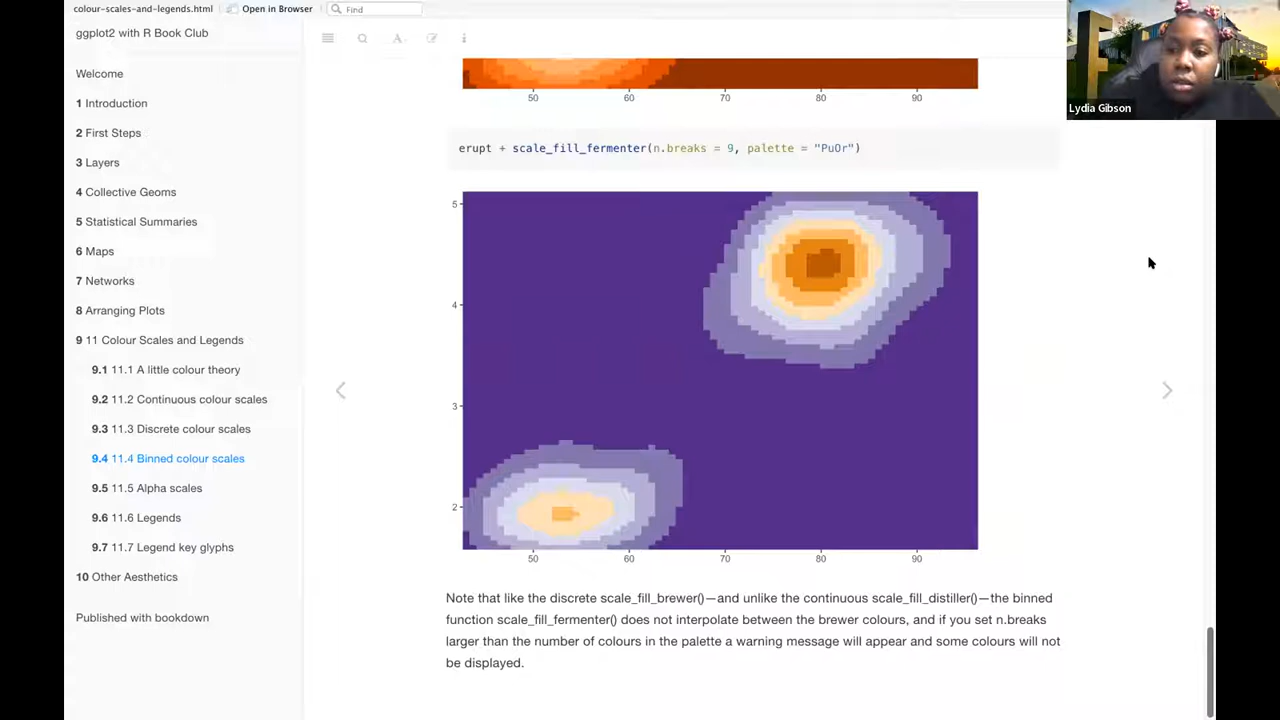 colour-scales-and-legends.html
Open in Browser
Find
ggplot2 with R Book Club
Welcome
1 Introduction
2 First Steps
3 Layers
4 Collective Geoms
5 Statistical Summaries
6 Maps
7 Networks
8 Arranging Plots
9 11 Colour Scales and Legends
9.1 11.1 A little colour theory
9.2 11.2 Continuous colour scales
9.3 11.3 Discrete colour scales
9.4 11.4 Binned colour scales
9.5 11.5 Alpha scales
9.6 11.6 Legends
9.7 11.7 Legend key glyphs
10 Other Aesthetics
Published with bookdown
A
i
50 60 70 80 90
erupt + scale_fill_fermenter(n.breaks = 9, palette = "PuOr")
5
4
3
2
50 60 70 80 90
Note that like the discrete scale_fill_brewer()—and unlike the continuous scale_fill_distiller()—the binned
function scale_fill_fermenter() does not interpolate between the brewer colours, and if you set n.breaks
larger than the number of colours in the palette a warning message will appear and some colours will not
be displayed.
Lydia Gibson